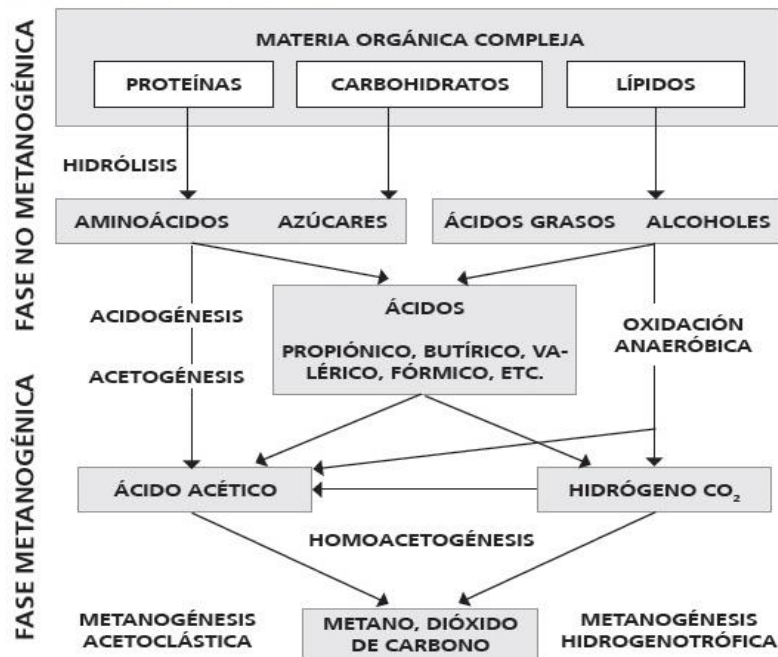 FASE NO METANOGÉNICA
MATERIA ORGÁNICA COMPLEJA
PROTEÍNAS
CARBOHIDRATOS
LÍPIDOS
HIDRÓLISIS
AMINOÁCIDOS
AZÚCARES
ÁCIDOS GRASOS
ALCOHOLES
ÁCIDOS
PROPIÓNICO, BUTÍRICO, VA-
LÉRICO, FÓRMICO, ETC.
ACIDOGÉNESIS
ACETOGÉNESIS
OXIDACIÓN
ANAERÓBICA
FASE METANOGÉNICA
ÁCIDO ACÉTICO
HIDRÓGENO CO₂
HOMOACETOGÉNESIS
METANOGÉNESIS
ACETOCLÁSTICA
METANO, DIÓXIDO
DE CARBONO
METANOGÉNESIS
HIDROGENOTRÓFICA